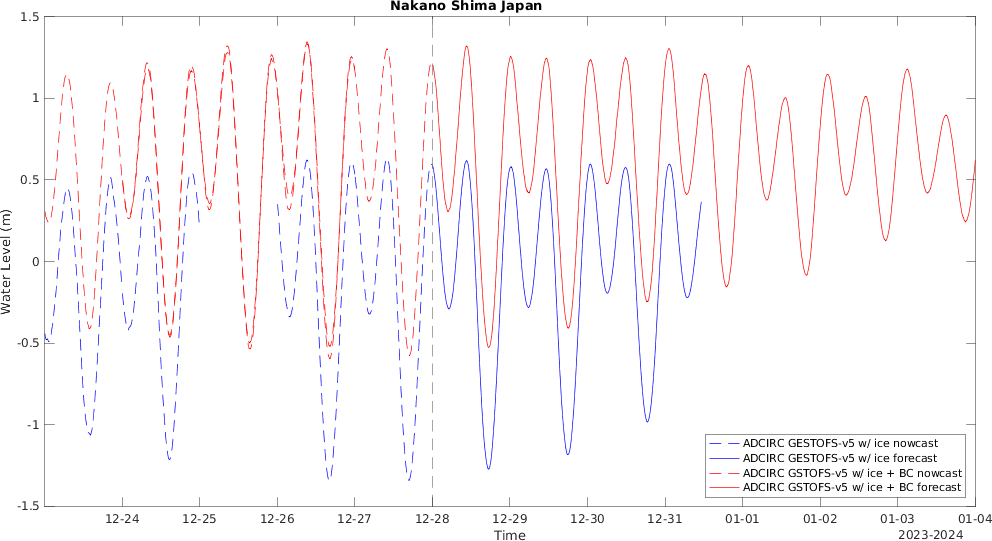 Nakano Shima Japan
1.5
1
0.5
0
-0.5
-1
-1.5
Water Level (m)
12-24 12-25 12-26 12-27 12-28 12-29 12-30 12-31 01-01 01-02 01-03 01-04
Time
2023-2024
ADCIRC GESTOFS-v5 w/ ice nowcast
ADCIRC GESTOFS-v5 w/ ice forecast
ADCIRC GSTOFS-v5 w/ ice + BC nowcast
ADCIRC GSTOFS-v5 w/ ice + BC forecast